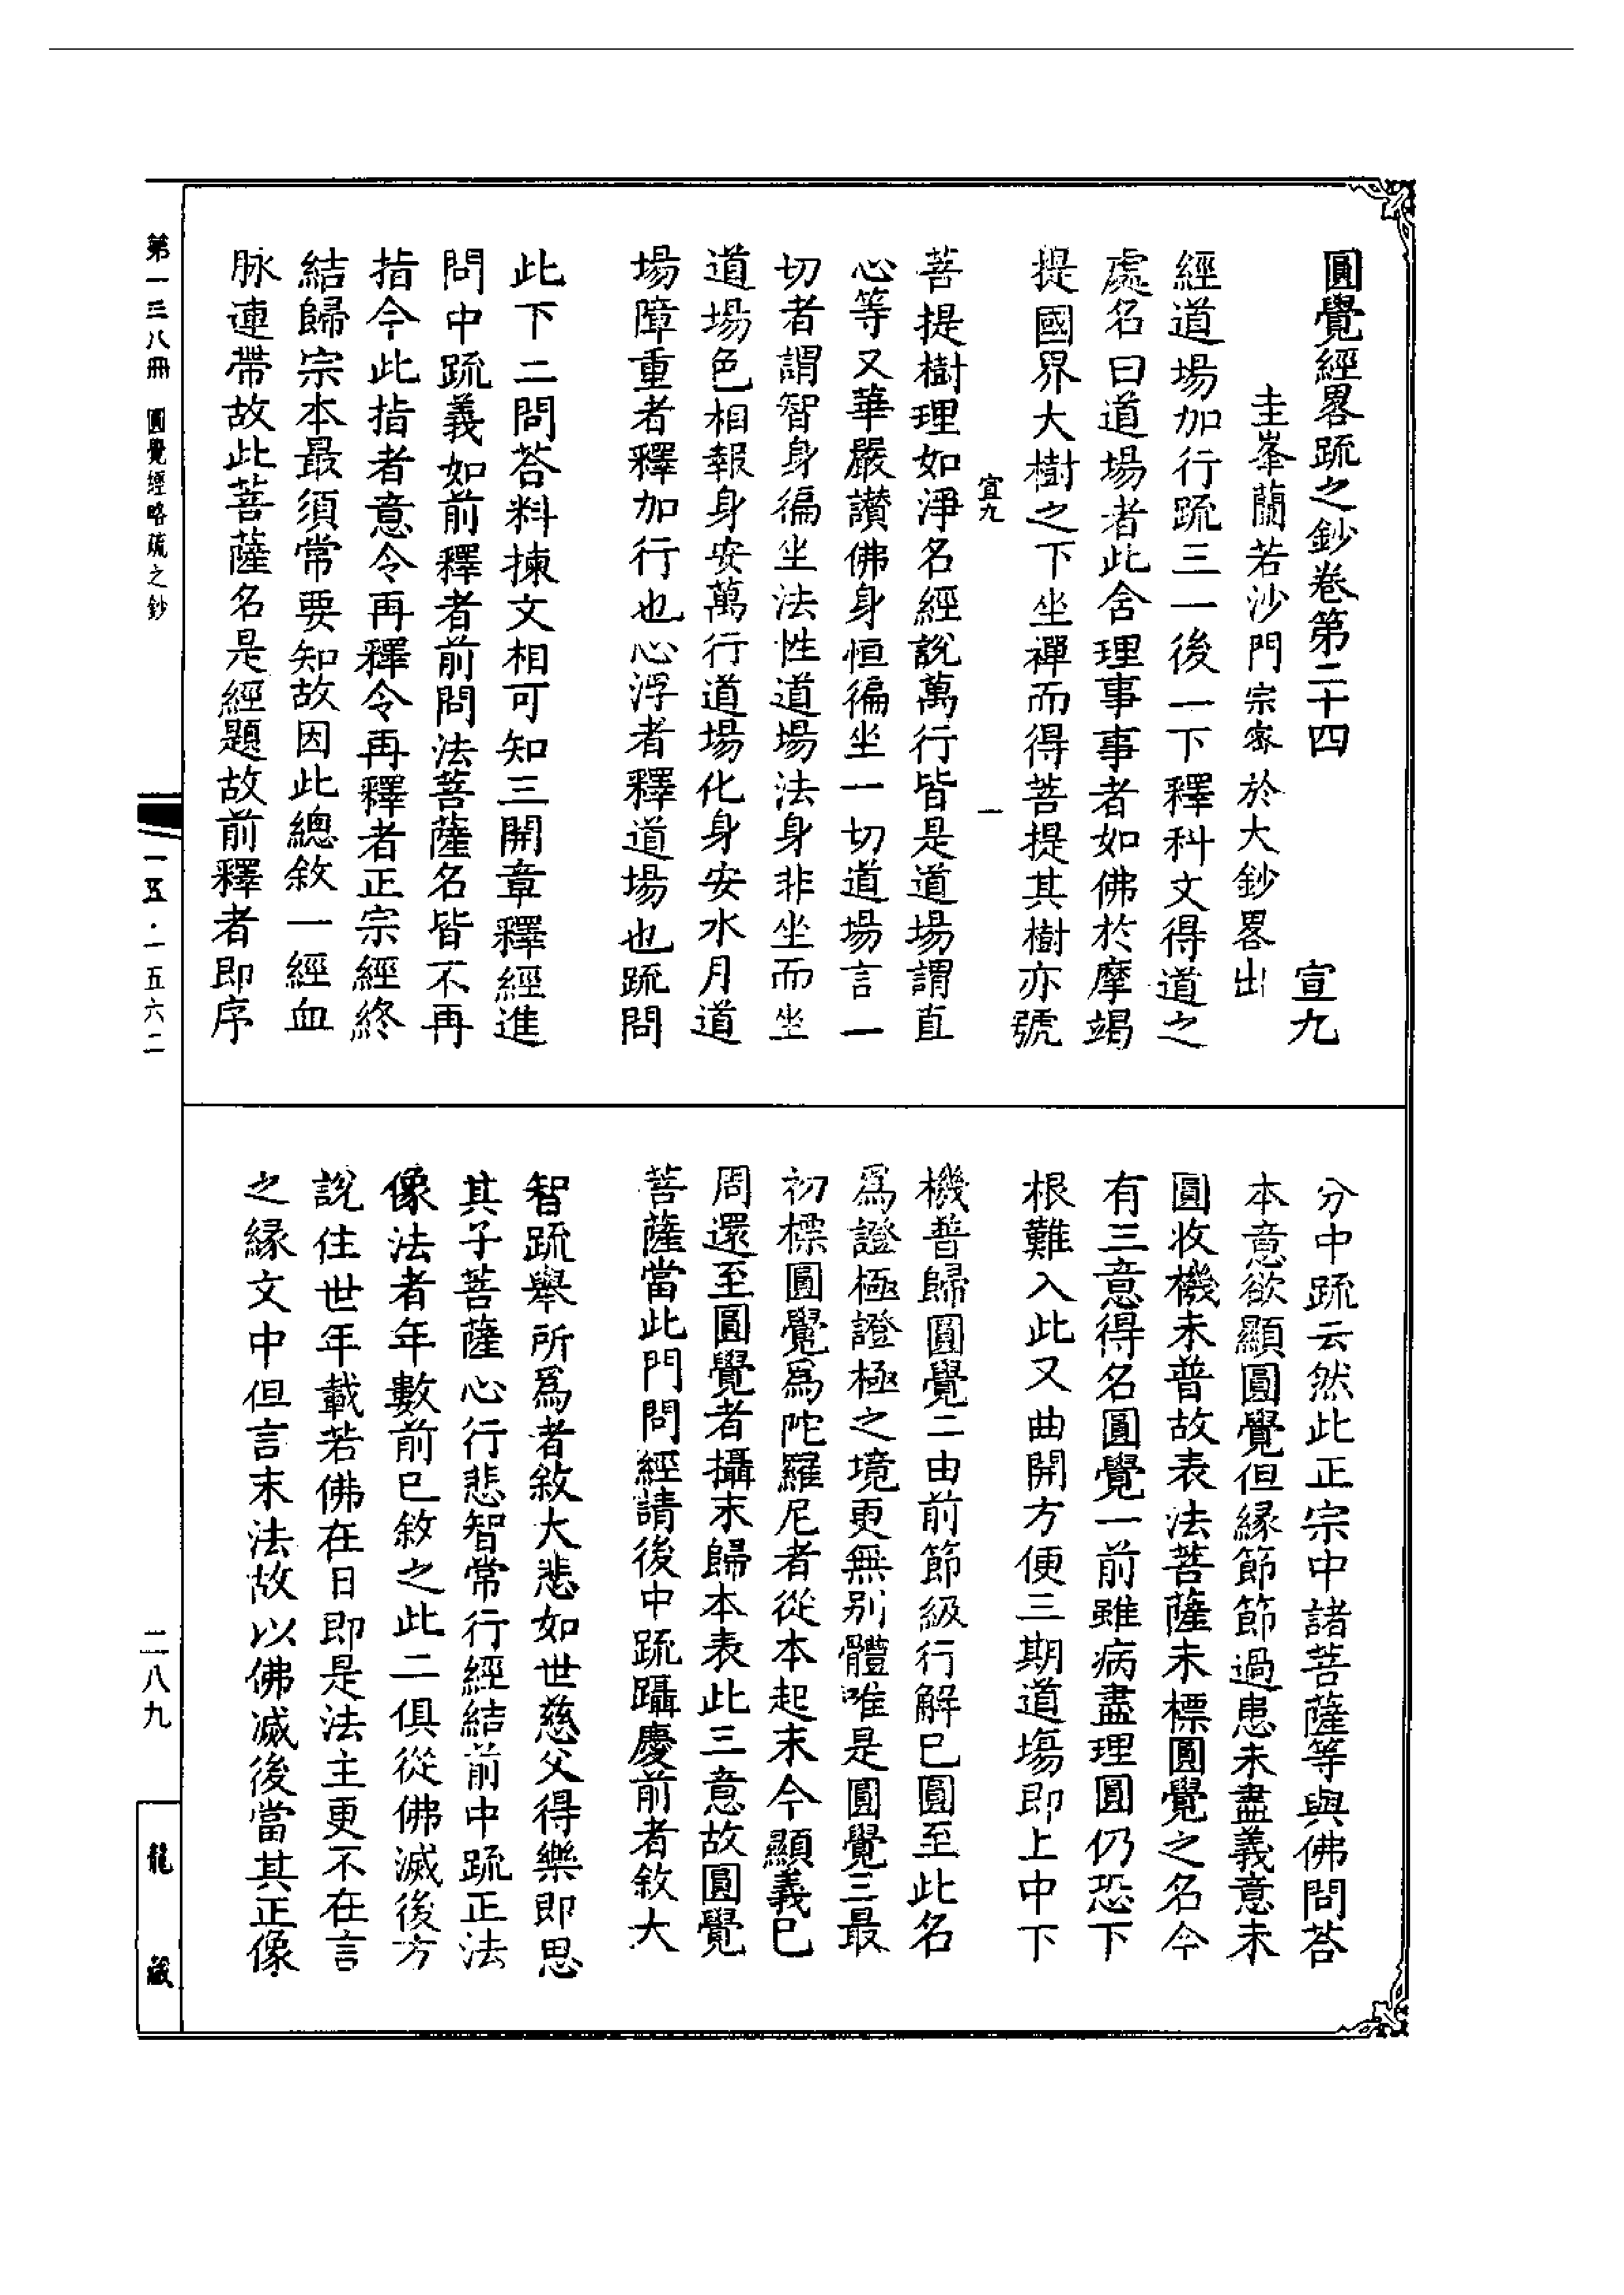 圓覺經畧疏之鈔卷第二十四　宣九
圭峯蘭若沙門宗密於大鈔畧出
經道場加行疏三一後一下釋科文得道之
處名曰道場者此舍理事事者如佛於摩竭
提國界大樹之下坐禪而得菩提其樹亦號
宣九　一
菩提樹理如淨名經說萬行皆是道場謂直
心等又華嚴讃佛身恒徧坐一切道場言一
切者謂智身徧坐法性道場法身非坐而坐
道場色相報身安萬行道場化身安水月道
場障重者釋加行也心浮者釋道場也疏問
此下二問荅料揀文相可知三開章釋經進
問中疏義如前釋者前問法菩薩名皆不再
指今此指者意令再釋令再釋者正宗經終
結歸宗本最須常要知故因此總敘一經血
脉連帶故此菩薩名是經題故前釋者即序
分中疏云然此正宗中諸菩薩等與佛問荅
本意欲顯圓覺但緣節節過患未盡義意未
圓收機未普故表法菩薩未標圓覺之名今
有三意得名圓覺一前雖病盡理圓仍恐下
根難入此又曲開方便三期道塲即上中下
機普歸圓覺二由前節級行解已圓至此名
爲證極證極之境更無別體唯是圓覺三最
初標圓覺爲陀羅尼者從本起末今顯義已
周還至圓覺者攝末歸本表此三意故圓覺
菩薩當此門問經請後中疏躡慶前者敘大
智疏舉所爲者敘大悲如世慈父得樂即思
其子菩薩心行悲智常行經結前中疏正法
像法者年數前已敘之此二俱從佛滅後方
說住世年載若佛在日即是法主更不在言
之緣文中但言末法故以佛滅後當其正像
第一三八冊　圓覺經略疏之鈔
一五·一五六二
二八九
龍藏